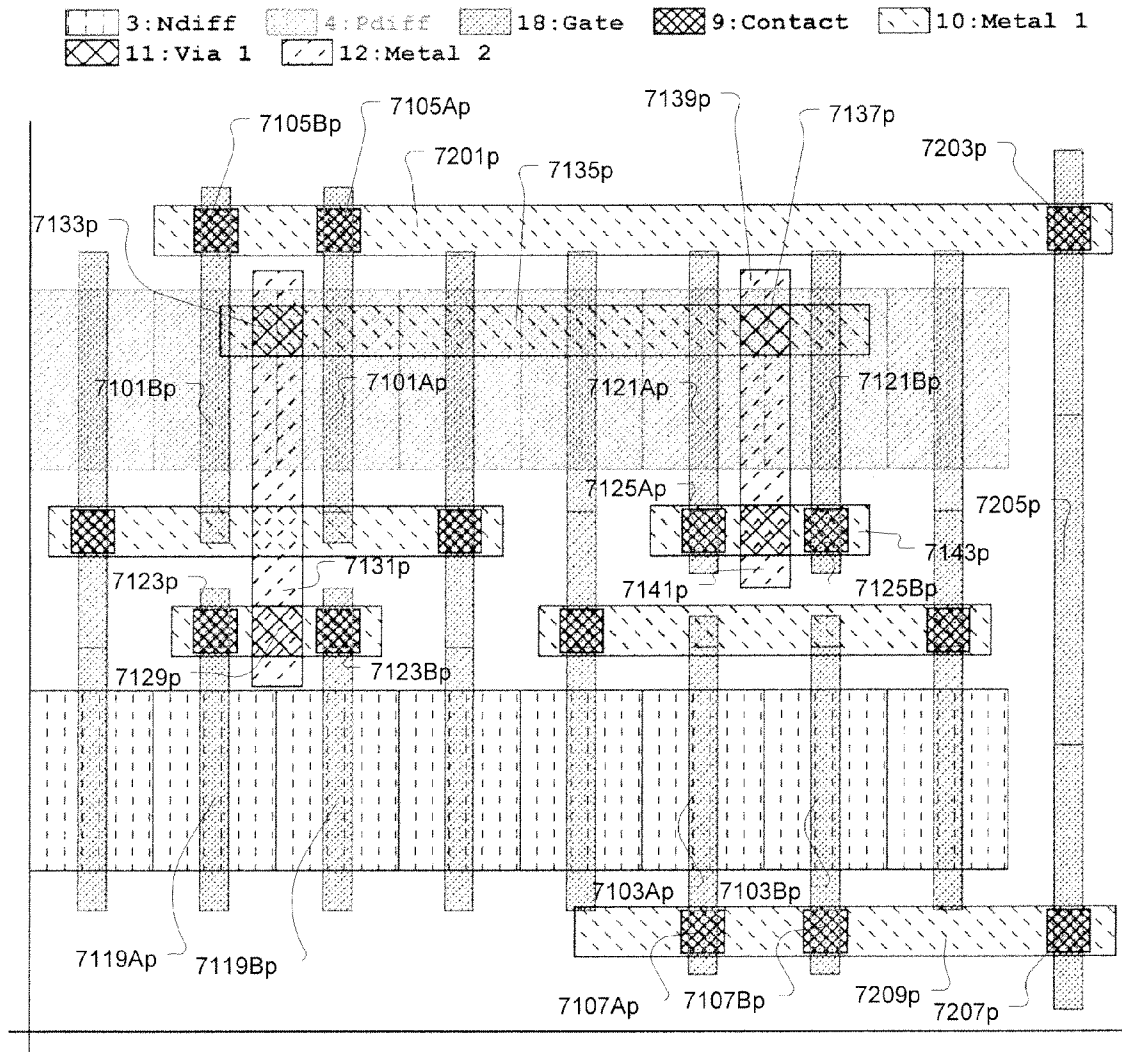 3:Ndiff 4:Pdiff 18:Gate 9:Contact 10:Metal 1
11:Via 1 12:Metal 2
7105Bp 7105Ap 7139p 7137p
7201p 7135p 7203p
7133p
7101Bp 7101Ap 7121Ap 7121Bp
7125Ap 7205p
7143p
7123p 7131p 7141p 7125Bp
7129p 7123Bp
7103Ap 7103Bp
7119Ap 7119Bp
7107Ap 7107Bp 7209p 7207p